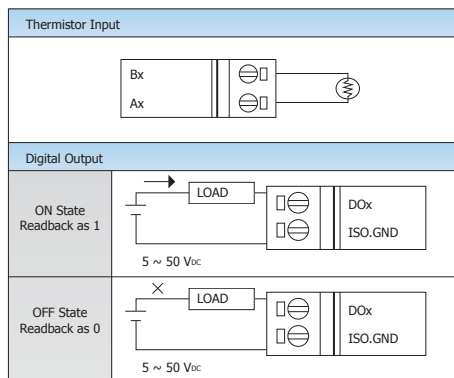 Thermistor Input
Bx
Ax
Digital Output
ON State
Readback as 1
LOAD
DOx
ISO.GND
5 ~ 50 VDC
OFF State
Readback as 0
LOAD
DOx
ISO.GND
5 ~ 50 VDC